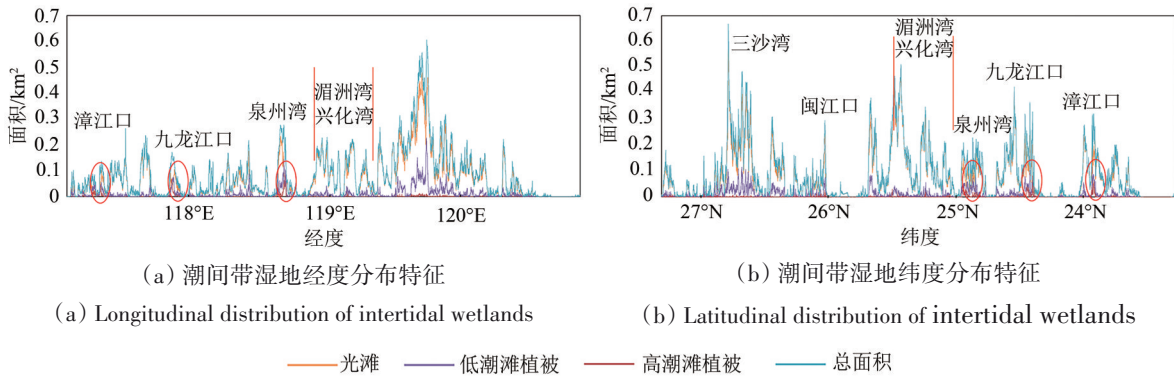 0.7
0.6
0.5
0.4
0.3
0.2
0.1
0
面积/km²
漳江口
九龙江口
泉州湾
湄洲湾
兴化湾
118°E
119°E
120°E
经度
(a) 潮间带湿地经度分布特征
(a) Longitudinal distribution of intertidal wetlands
0.7
0.6
0.5
0.4
0.3
0.2
0.1
0
面积/km²
三沙湾
闽江口
湄洲湾
兴化湾
泉州湾
九龙江口
漳江口
27°N
26°N
25°N
24°N
纬度
(b) 潮间带湿地纬度分布特征
(b) Latitudinal distribution of intertidal wetlands
光滩 低潮滩植被 高潮滩植被 总面积